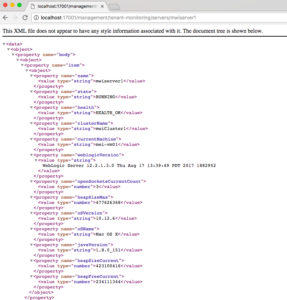 localhost:17001/management/tenant-monitoring/servers/mwiserver1
This XML file does not appear to have any style information associated with it. The document tree is shown below.
▼<data>
▼<object>
▼<property name="body">
▼<object>
▼<property name="item">
▼<object>
▼<property name="name">
<value type="string">mwiserver1</value>
</property>
▼<property name="state">
<value type="string">RUNNING</value>
</property>
▼<property name="health">
<value type="string">HEALTH_OK</value>
</property>
▼<property name="clusterName">
<value type="string">mwiCluster1</value>
</property>
▼<property name="currentMachine">
<value type="string">mwi-vm01</value>
</property>
▼<property name="weblogicVersion">
▼<value type="string">
WebLogic Server 12.2.1.3.0 Thu Aug 17 13:39:49 PDT 2017 1882952
</value>
</property>
▼<property name="openSocketsCurrentCount">
<value type="number">3</value>
</property>
▼<property name="heapSizeMax">
<value type="number">477626368</value>
</property>
▼<property name="oSVersion">
<value type="string">10.12.6</value>
</property>
▼<property name="oSName">
<value type="string">Mac OS X</value>
</property>
▼<property name="javaVersion">
<value type="string">1.8.0_151</value>
</property>
▼<property name="heapSizeCurrent">
<value type="number">423100416</value>
</property>
▼<property name="heapFreeCurrent">
<value type="number">234111344</value>
</property>
</object>
</property>